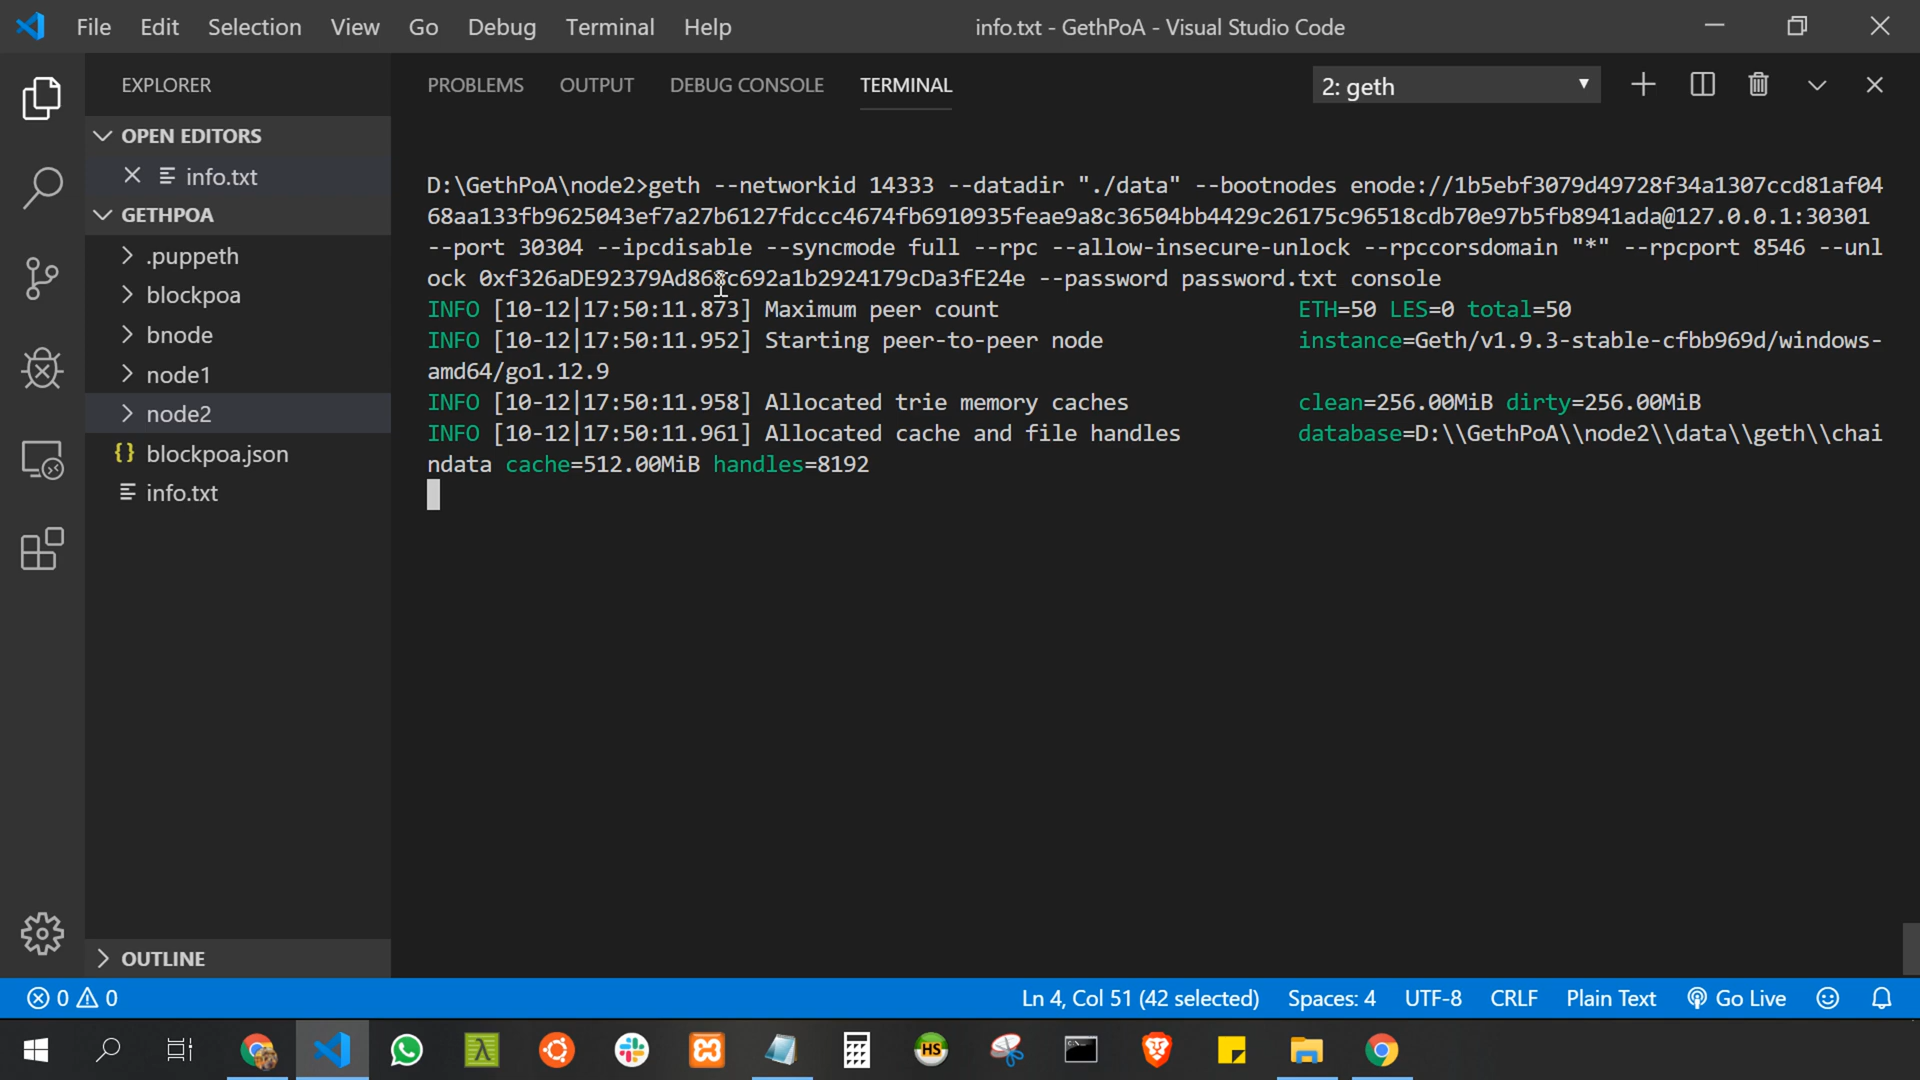 File Edit Selection View Go Debug Terminal Help
info.txt - GethPoA - Visual Studio Code
EXPLORER
OPEN EDITORS
info.txt
GETHPOA
.puppeth
blockpoa
bnode
node1
node2
{} blockpoa.json
info.txt
OUTLINE
PROBLEMS OUTPUT DEBUG CONSOLE TERMINAL
2: geth
D:\GethPoA\node2>geth --networkid 14333 --datadir "./data" --bootnodes enode://1b5ebf3079d49728f34a1307ccd81af04
68aa133fb9625043ef7a27b6127fdccc4674fb6910935feae9a8c36504bb4429c26175c96518cdb70e97b5fb8941ada@127.0.0.1:30301
--port 30304 --ipcdisable --syncmode full --rpc --allow-insecure-unlock --rpccorsdomain "*" --rpcport 8546 --unl
ock 0xf326aDE92379Ad868c692a1b2924179cDa3fE24e --password password.txt console
INFO [10-12|17:50:11.873] Maximum peer count ETH=50 LES=0 total=50
INFO [10-12|17:50:11.952] Starting peer-to-peer node instance=Geth/v1.9.3-stable-cfbb969d/windows-
amd64/go1.12.9
INFO [10-12|17:50:11.958] Allocated trie memory caches clean=256.00MiB dirty=256.00MiB
INFO [10-12|17:50:11.961] Allocated cache and file handles database=D:\\GethPoA\\node2\\data\\geth\\chai
ndata cache=512.00MiB handles=8192
0 0
Ln 4, Col 51 (42 selected) Spaces: 4 UTF-8 CRLF Plain Text Go Live
HS